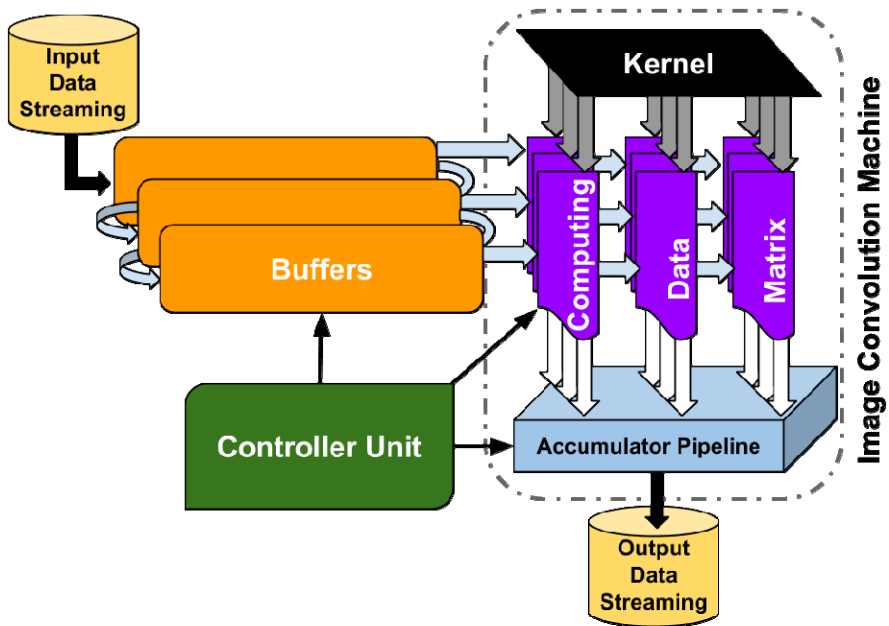 Input
Data
Streaming
Kernel
Buffers
Computing
Data
Matrix
Image Convolution Machine
Controller Unit
Accumulator Pipeline
Output
Data
Streaming